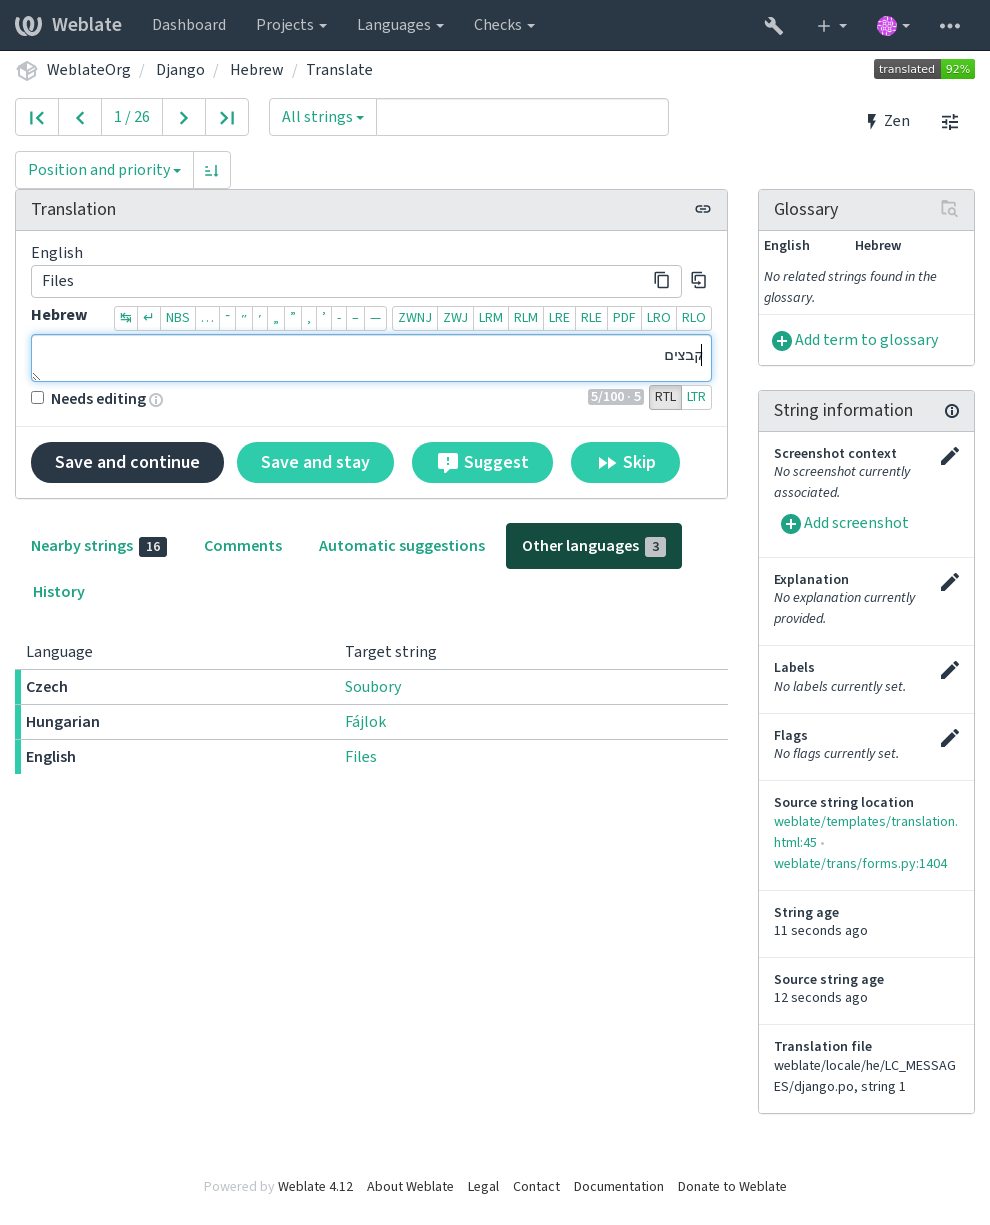 Weblate Dashboard Projects Languages Checks
WeblateOrg / Django / Hebrew / Translate translated 92%
1 / 26 All strings Zen
Position and priority
Translation
English
Files
Hebrew ↹ ↵ NBS … ־ ״ ׳ „ ” ‚ ’ - – — ZWNJ ZWJ LRM RLM LRE RLE PDF LRO RLO
קבצים
Needs editing 5/100 · 5 RTL LTR
Save and continue Save and stay Suggest Skip
Nearby strings 16 Comments Automatic suggestions Other languages 3
History
Language Target string
Czech Soubory
Hungarian Fájlok
English Files
Glossary
English Hebrew
No related strings found in the
glossary.
Add term to glossary
String information
Screenshot context
No screenshot currently
associated.
Add screenshot
Explanation
No explanation currently
provided.
Labels
No labels currently set.
Flags
No flags currently set.
Source string location
weblate/templates/translation.
html:45 •
weblate/trans/forms.py:1404
String age
11 seconds ago
Source string age
12 seconds ago
Translation file
weblate/locale/he/LC_MESSAG
ES/django.po, string 1
Powered by Weblate 4.12 About Weblate Legal Contact Documentation Donate to Weblate